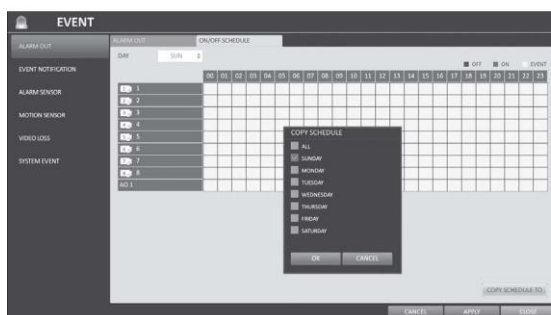 EVENT
ALARM OUT
ALARM OUT ON/OFF SCHEDULE
DAY SUN
OFF ON EVENT
EVENT NOTIFICATION
00 01 02 03 04 05 06 07 08 09 10 11 12 13 14 15 16 17 18 19 20 21 22 23
ALARM SENSOR
1
2
MOTION SENSOR
3
4
VIDEO LOSS
5
6
SYSTEM EVENT
7
8
AO 1
COPY SCHEDULE
ALL
SUNDAY
MONDAY
TUESDAY
WEDNESDAY
THURSDAY
FRIDAY
SATURDAY
OK CANCEL
COPY SCHEDULE TO
CANCEL APPLY CLOSE